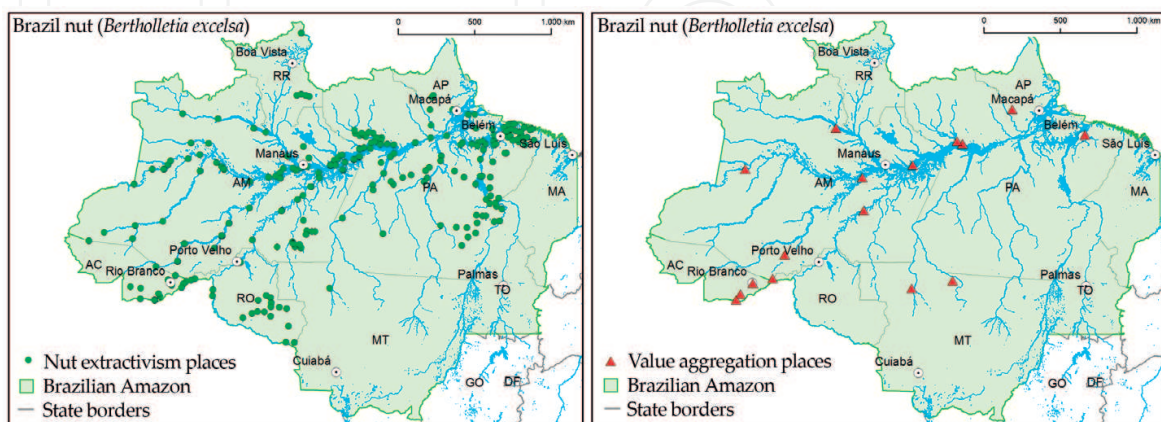 Brazil nut (Bertholletia excelsa)
0 500 1.000 km
Boa Vista
RR
AP
Macapá
Belém
São Luís
Manaus
AM
PA
MA
Porto Velho
AC
Rio Branco
Palmas
TO
RO
MT
Cuiabá
GO
DF
Nut extractivism places
Brazilian Amazon
State borders
Brazil nut (Bertholletia excelsa)
0 500 1.000 km
Boa Vista
RR
AP
Macapá
Belém
São Luís
Manaus
AM
PA
MA
Porto Velho
AC
Rio Branco
Palmas
TO
RO
MT
Cuiabá
GO
DF
Value aggregation places
Brazilian Amazon
State borders